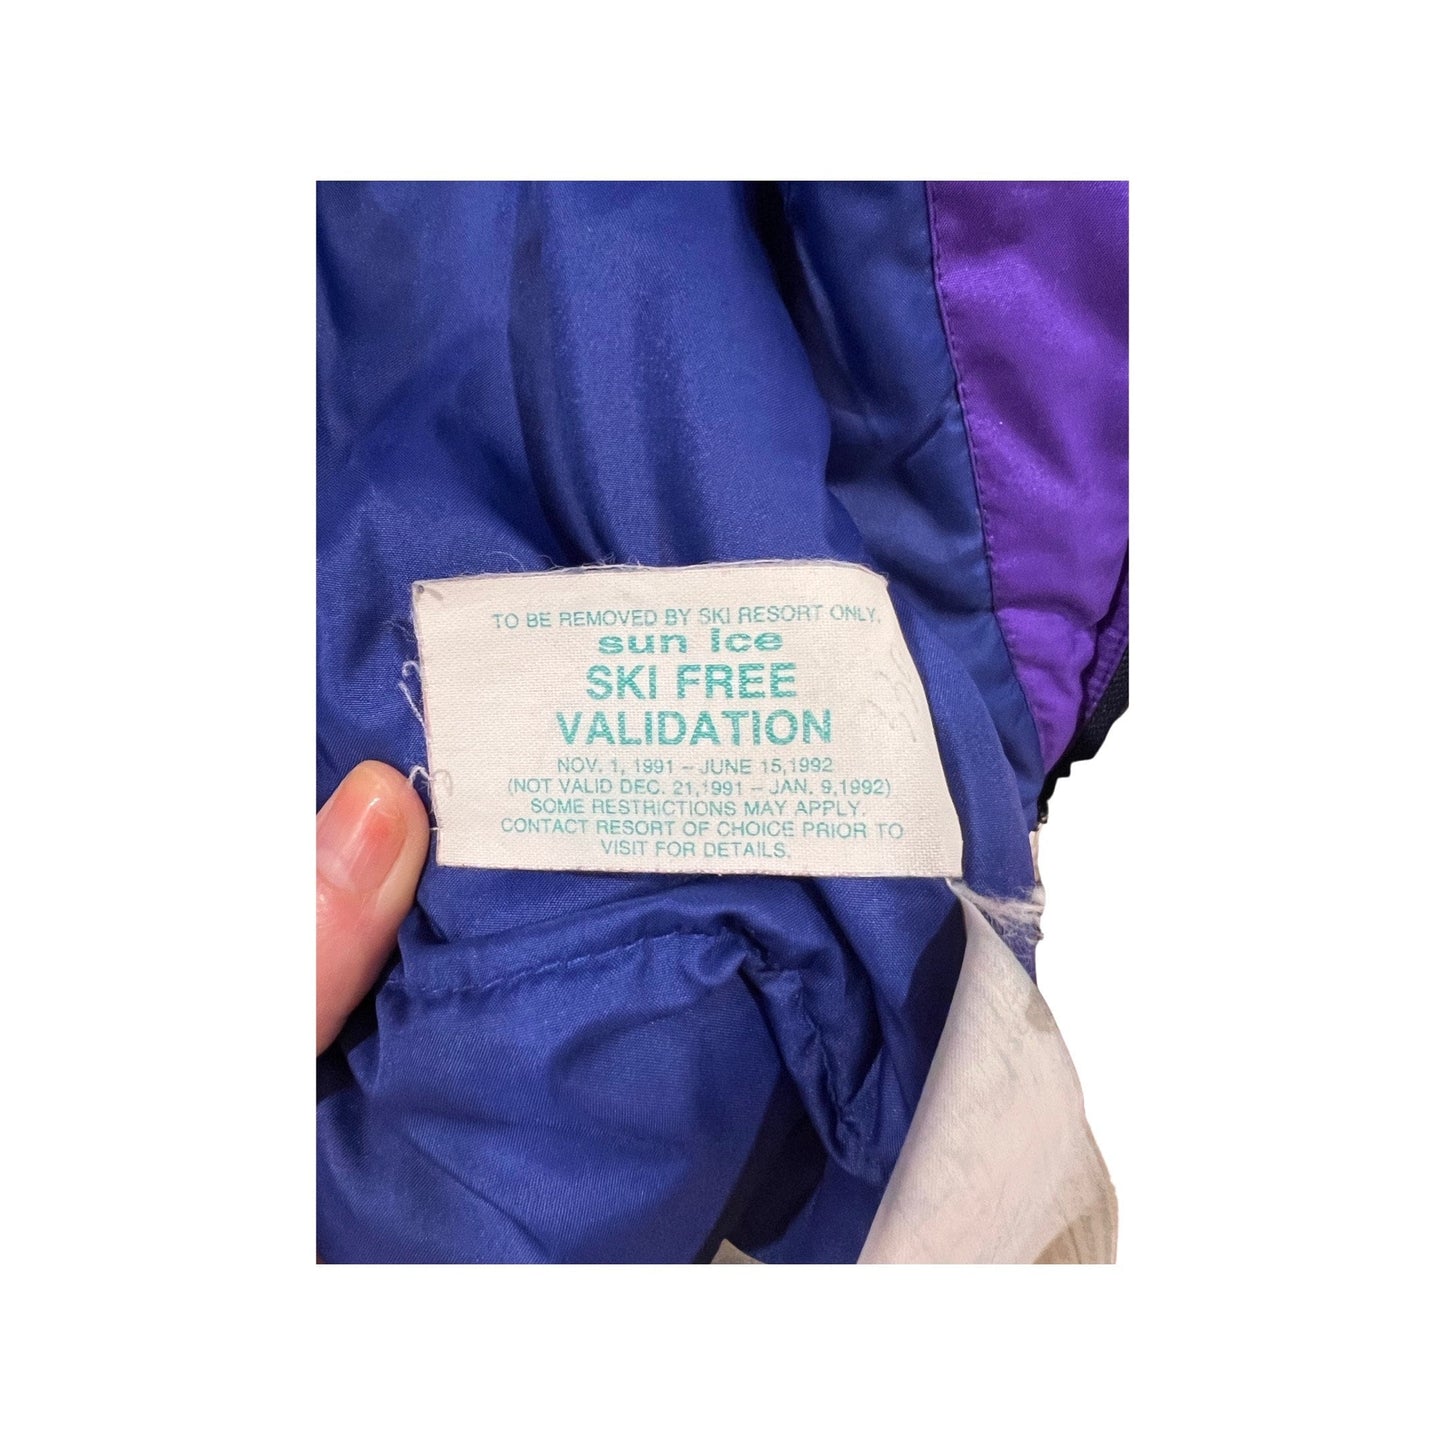 TO BE REMOVED BY SKI RESORT ONLY.
sun ice
SKI FREE
VALIDATION
NOV. 1, 1991 – JUNE 15,1992
(NOT VALID DEC. 21,1991 – JAN. 9,1992)
SOME RESTRICTIONS MAY APPLY.
CONTACT RESORT OF CHOICE PRIOR TO
VISIT FOR DETAILS.